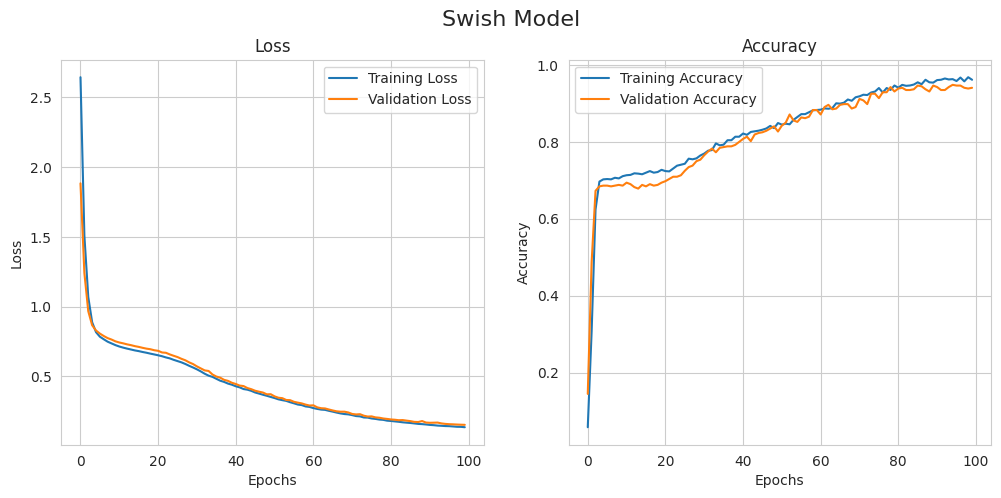 Swish Model
Loss
Training Loss
Validation Loss
2.5
2.0
1.5
1.0
0.5
Loss
0
20
40
60
80
100
Epochs
Accuracy
Training Accuracy
Validation Accuracy
1.0
0.8
0.6
0.4
0.2
Accuracy
0
20
40
60
80
100
Epochs